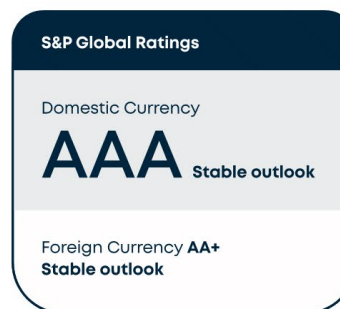 S&P Global Ratings
Domestic Currency
AAA Stable outlook
Foreign Currency AA+
Stable outlook